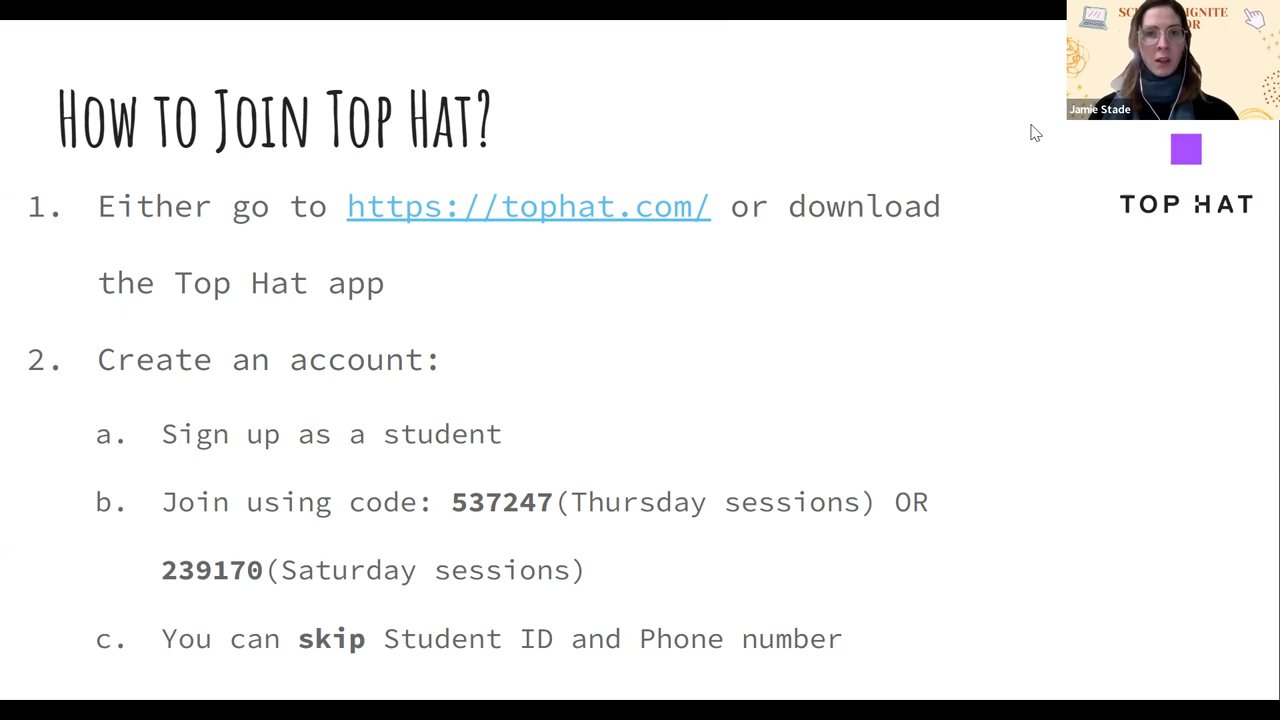 How to Join Top Hat?
1. Either go to https://tophat.com/ or download
the Top Hat app
2. Create an account:
a. Sign up as a student
b. Join using code: 537247(Thursday sessions) OR
239170(Saturday sessions)
c. You can skip Student ID and Phone number
IGNITE
Jamie Stade
TOP HAT